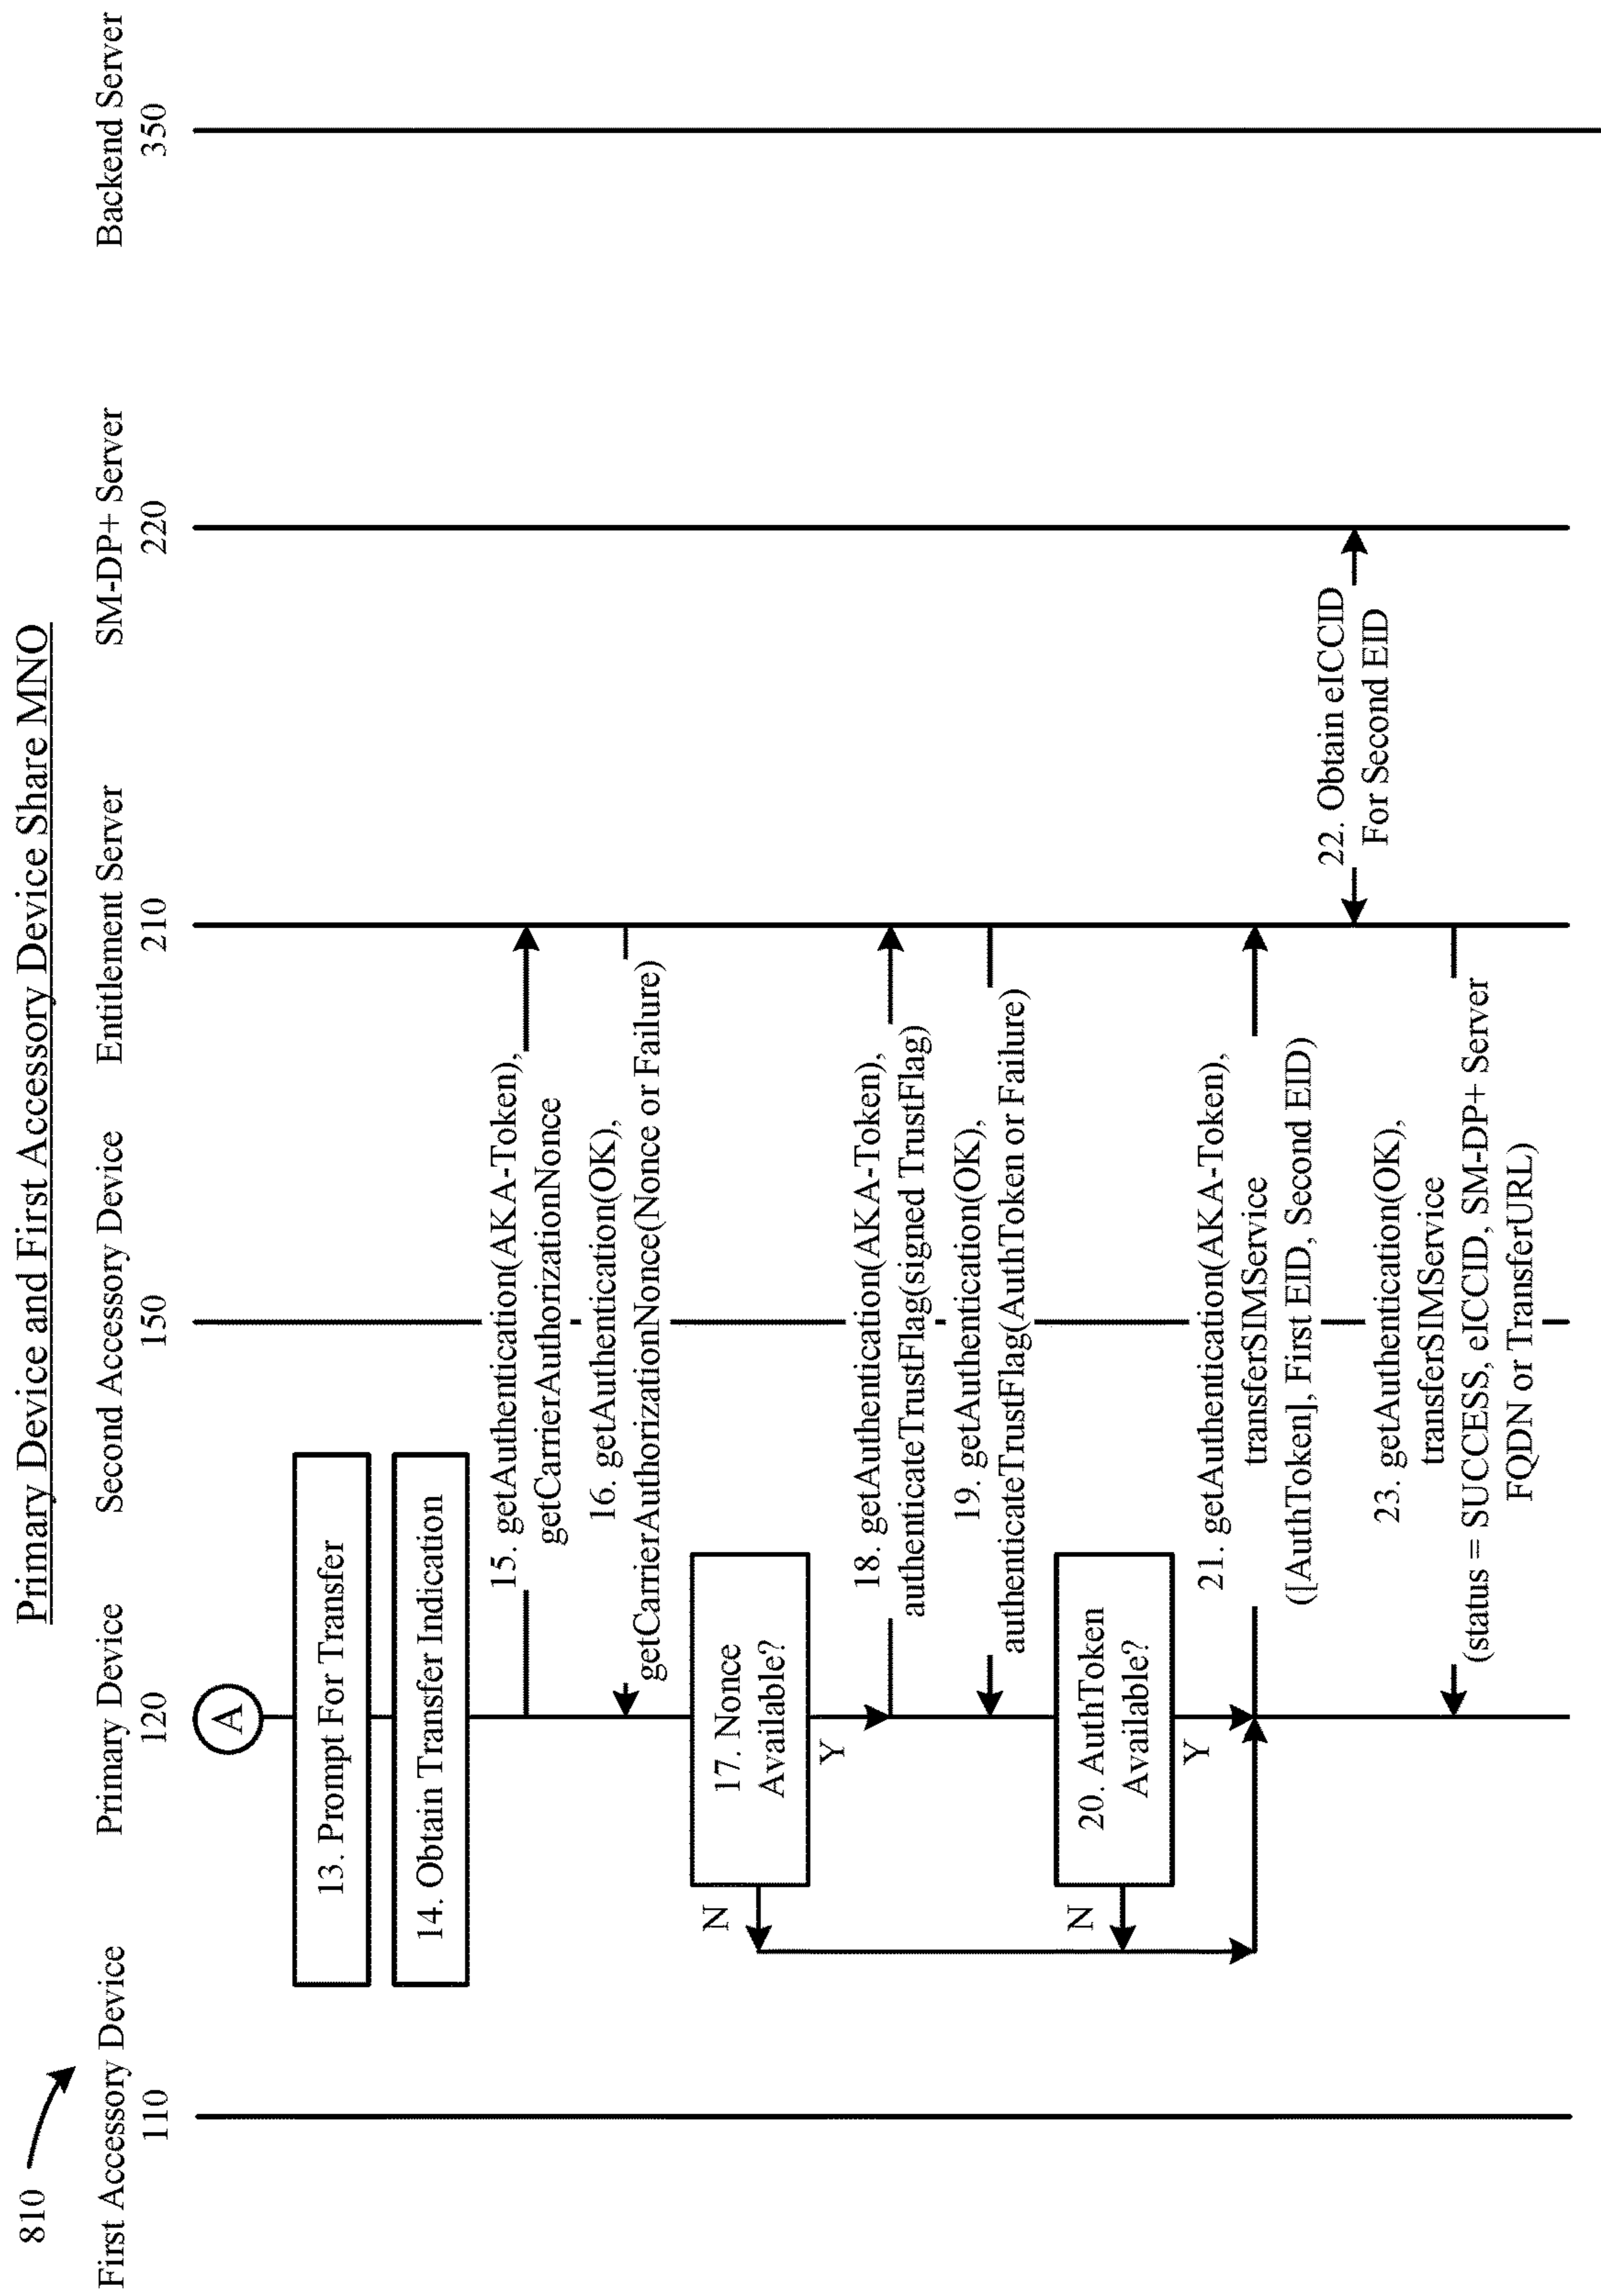 810
Primary Device and First Accessory Device Share MNO
First Accessory Device
110
Primary Device
120
Second Accessory Device
150
Entitlement Server
210
SM-DP+ Server
220
Backend Server
350
A
13. Prompt For Transfer
14. Obtain Transfer Indication
15. getAuthentication(AKA-Token),
getCarrierAuthorizationNonce
16. getAuthentication(OK),
getCarrierAuthorizationNonce(Nonce or Failure)
17. Nonce
Available?
N
Y
18. getAuthentication(AKA-Token),
authenticateTrustFlag(signed TrustFlag)
19. getAuthentication(OK),
authenticateTrustFlag(AuthToken or Failure)
20. AuthToken
Available?
N
Y
21. getAuthentication(AKA-Token),
transferSIMService
([AuthToken], First EID, Second EID)
22. Obtain eICCID
For Second EID
23. getAuthentication(OK),
transferSIMService
(status = SUCCESS, eICCID, SM-DP+ Server
FQDN or TransferURL)